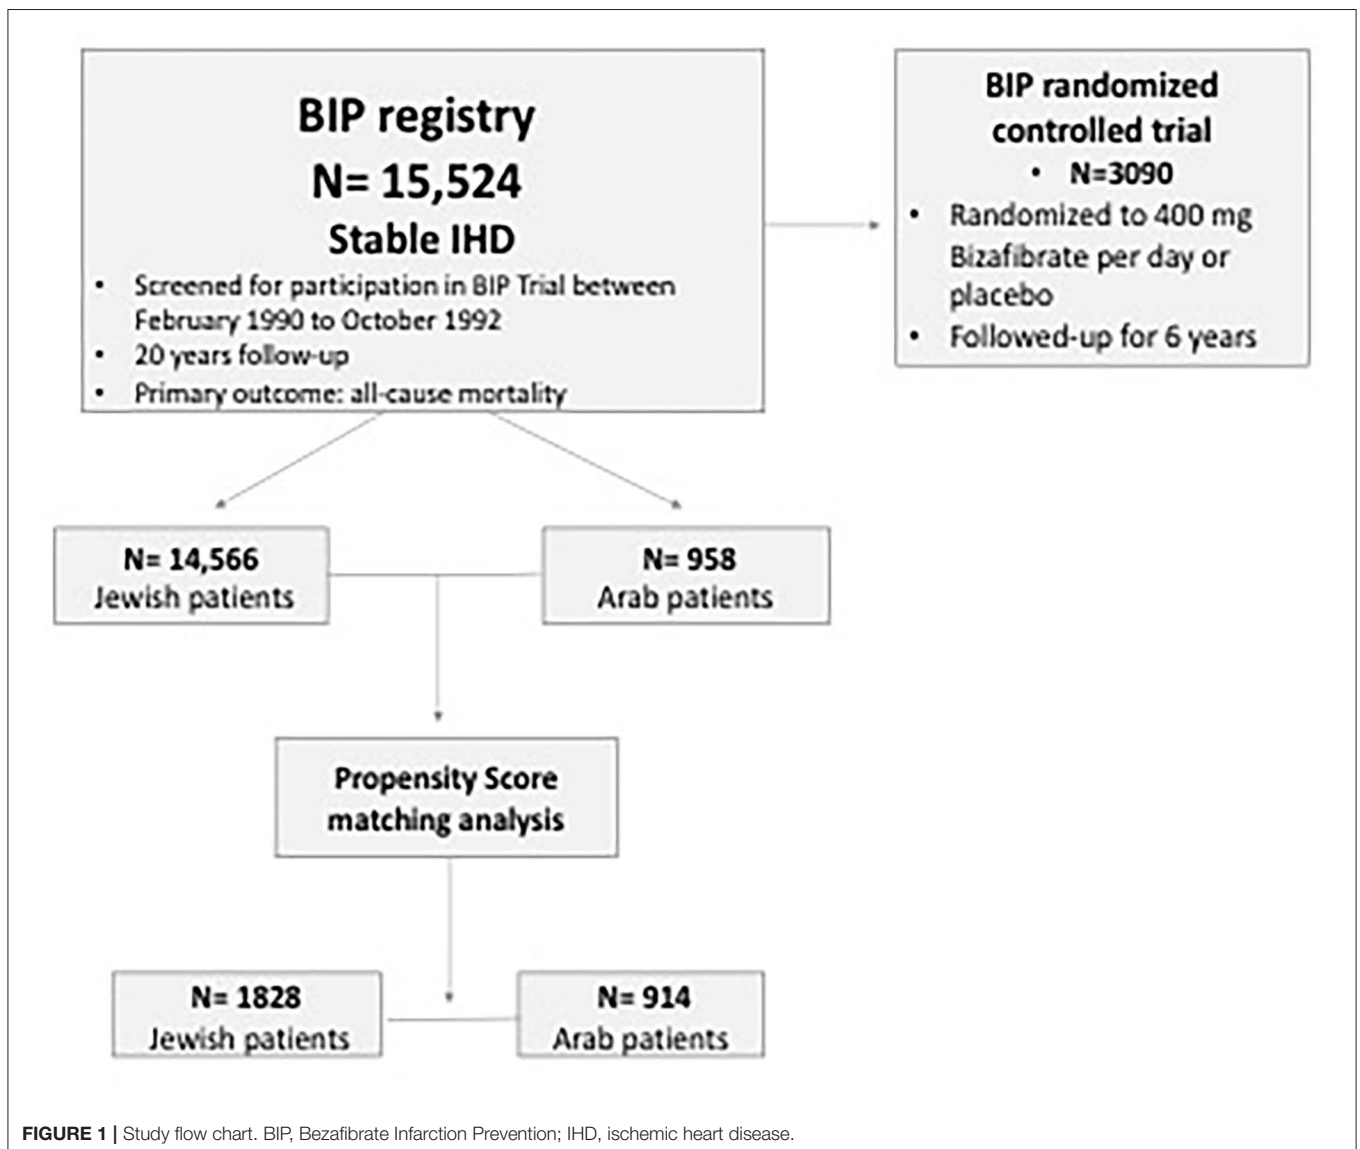 BIP registry
N= 15,524
Stable IHD
• Screened for participation in BIP Trial between
February 1990 to October 1992
• 20 years follow-up
• Primary outcome: all-cause mortality
BIP randomized
controlled trial
• N=3090
• Randomized to 400 mg
Bizafibrate per day or
placebo
• Followed-up for 6 years
N= 14,566
Jewish patients
N= 958
Arab patients
Propensity Score
matching analysis
N= 1828
Jewish patients
N= 914
Arab patients
FIGURE 1 | Study flow chart. BIP, Bezafibrate Infarction Prevention; IHD, ischemic heart disease.